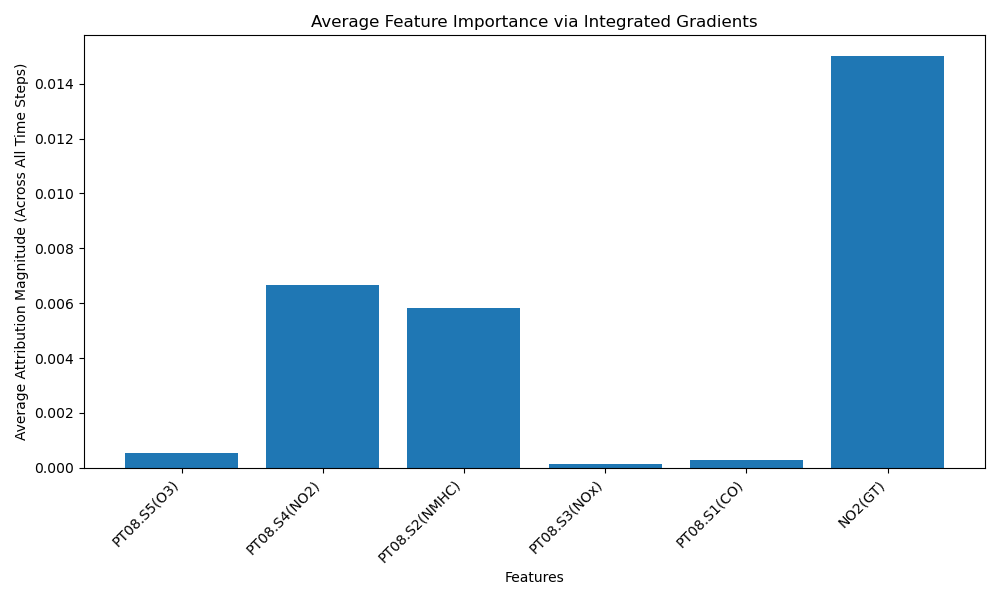 Average Feature Importance via Integrated Gradients
Average Attribution Magnitude (Across All Time Steps)
0.014
0.012
0.010
0.008
0.006
0.004
0.002
0.000
PT08.S5(O3)
PT08.S4(NO2)
PT08.S2(NMHC)
PT08.S3(NOx)
PT08.S1(CO)
NO2(GT)
Features